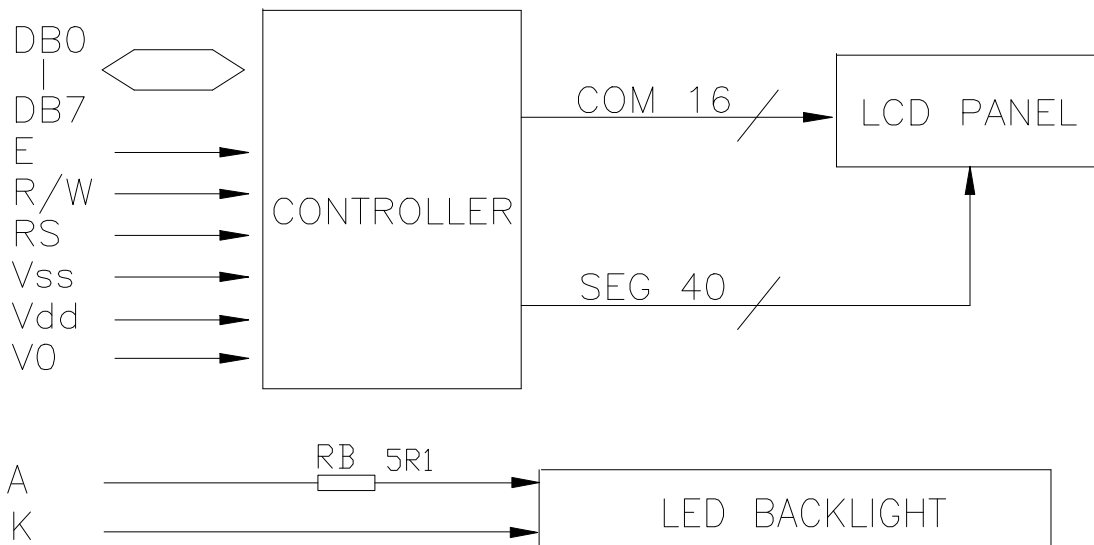 DB0
DB7
E
R/W
RS
Vss
Vdd
V0
CONTROLLER
COM 16
SEG 40
LCD PANEL
A
RB 5R1
K
LED BACKLIGHT